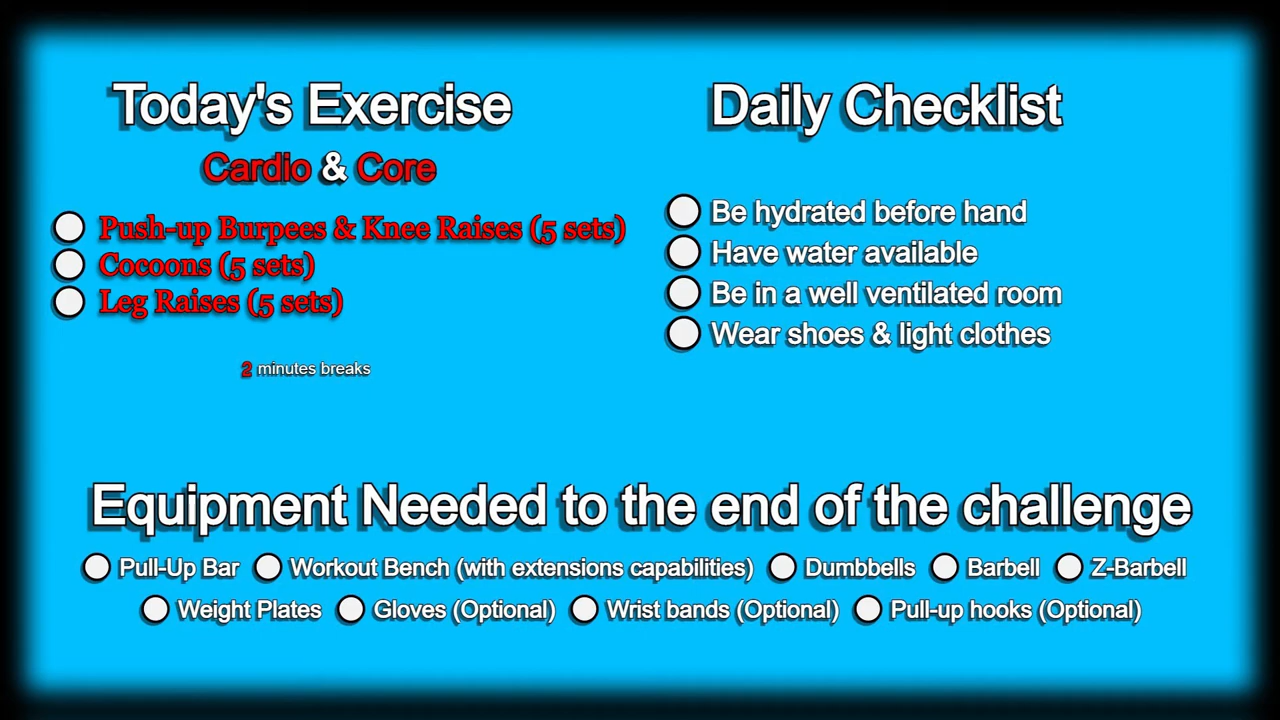 Today's Exercise
Cardio & Core
Push-up Burpees & Knee Raises (5 sets)
Cocoons (5 sets)
Leg Raises (5 sets)
2 minutes breaks
Daily Checklist
Be hydrated before hand
Have water available
Be in a well ventilated room
Wear shoes & light clothes
Equipment Needed to the end of the challenge
Pull-Up Bar Workout Bench (with extensions capabilities) Dumbbells Barbell Z-Barbell
Weight Plates Gloves (Optional) Wrist bands (Optional) Pull-up hooks (Optional)